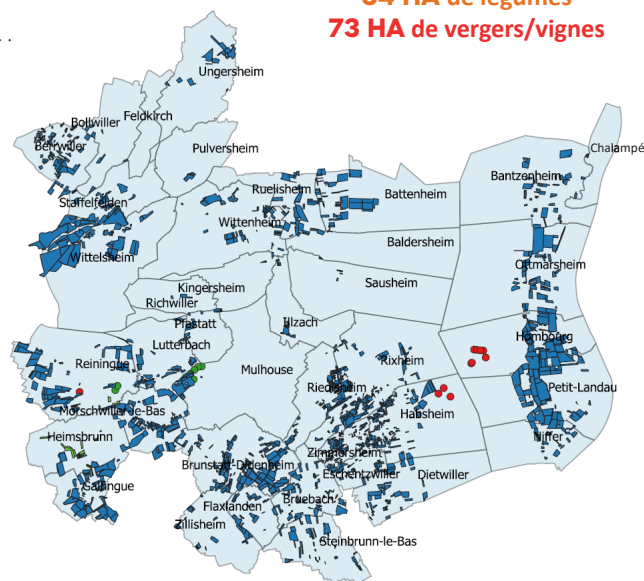 73 HA de vergers/vignes
. .
Ungersheim
Feldkirch
Bollwiller
Berrwiller
Pulversheim
Chalampé
Bantzenheim
Ruelisheim
Battenheim
Staffelfelden
Wittenheim
Baldersheim
Wittelsheim
Ottmarsheim
Kingersheim
Sausheim
Richwiller
Pfastatt
Illzach
Hombourg
Lutterbach
Reiningue
Rixheim
Mulhouse
Riedisheim
Petit-Landau
Morschwiller-le-Bas
Habsheim
Heimsbrunn
Niffer
Zimmersheim
Brunstatt-Didenheim
Eschentzwiller
Dietwiller
Galfingue
Bruebach
Flaxlanden
Zillisheim
Steinbrunn-le-Bas